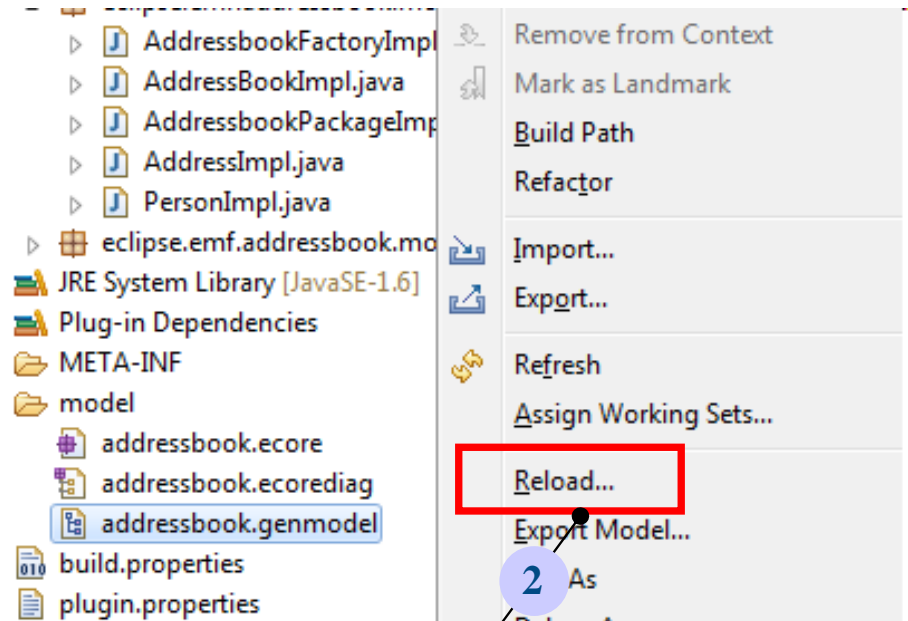 AddressbookFactoryImpl
AddressBookImpl.java
AddressbookPackageImp
AddressImpl.java
PersonImpl.java
eclipse.emf.addressbook.mo
JRE System Library [JavaSE-1.6]
Plug-in Dependencies
META-INF
model
addressbook.ecore
addressbook.ecorediag
addressbook.genmodel
build.properties
plugin.properties
Remove from Context
Mark as Landmark
Build Path
Refactor
Import...
Export...
Refresh
Assign Working Sets...
Reload...
Export Model...
2 As